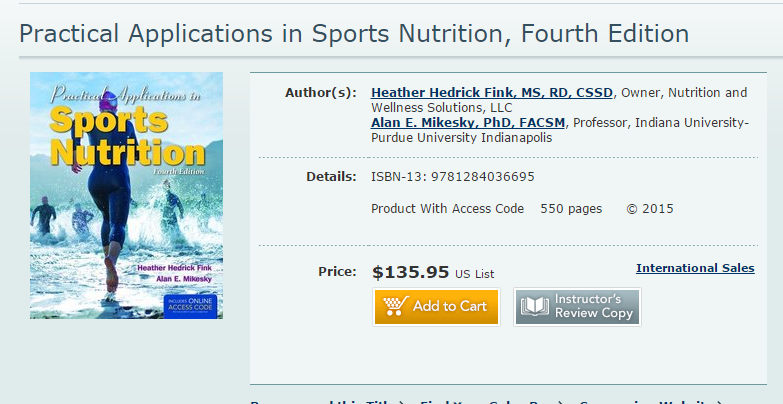 Practical Applications in Sports Nutrition, Fourth Edition
Practical Applications in
Sports
Nutrition
Fourth Edition
Heather Hedrick Fink
Alan E. Mikesky
INCLUDES ONLINE
ACCESS CODE
Author(s): Heather Hedrick Fink, MS, RD, CSSD, Owner, Nutrition and
Wellness Solutions, LLC
Alan E. Mikesky, PhD, FACSM, Professor, Indiana University-
Purdue University Indianapolis
Details: ISBN-13: 9781284036695
Product With Access Code 550 pages © 2015
Price: $135.95 US List International Sales
Add to Cart
Instructor's
Review Copy